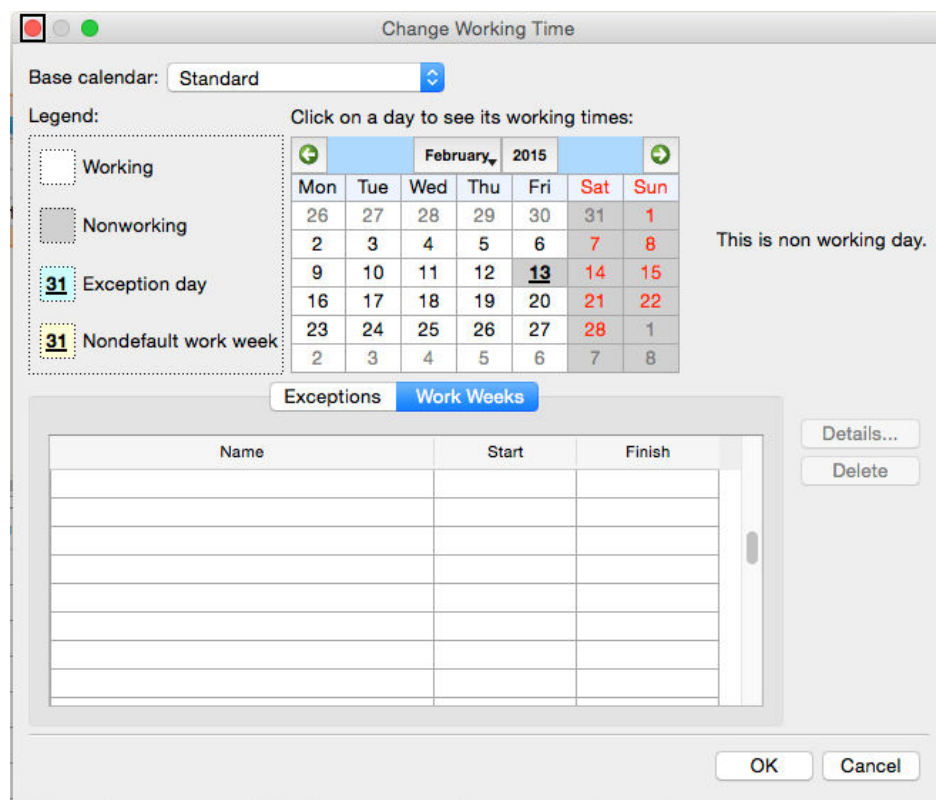 Change Working Time
Base calendar: Standard
Legend:
Working
Nonworking
31 Exception day
31 Nondefault work week
Click on a day to see its working times:
February 2015
Mon Tue Wed Thu Fri Sat Sun
26 27 28 29 30 31 1
2 3 4 5 6 7 8
9 10 11 12 13 14 15
16 17 18 19 20 21 22
23 24 25 26 27 28 1
2 3 4 5 6 7 8
This is non working day.
Exceptions Work Weeks
Name Start Finish
Details...
Delete
OK Cancel